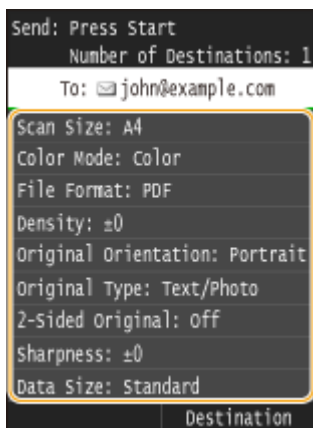 Send: Press Start
Number of Destinations: 1
To: john@example.com
Scan Size: A4
Color Mode: Color
File Format: PDF
Density: ±0
Original Orientation: Portrait
Original Type: Text/Photo
2-Sided Original: Off
Sharpness: ±0
Data Size: Standard
Destination